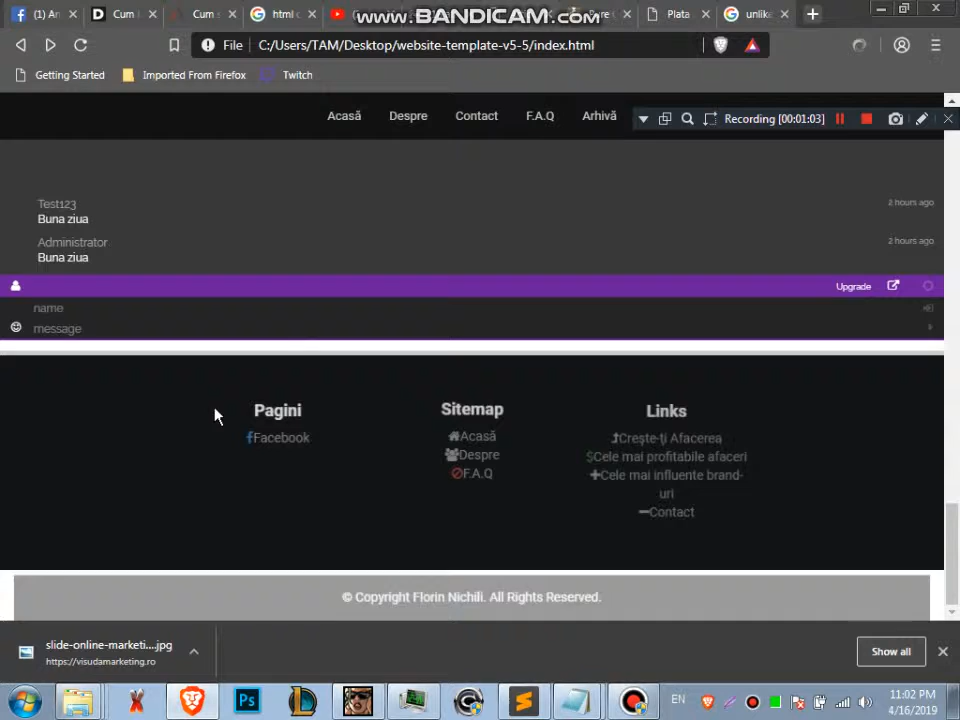 (1) Ar
Cum
Cum s
html c
www.BANDICAM.com
Pere
Plata
unlike
File C:/Users/TAM/Desktop/website-template-v5-5/index.html
Getting Started
Imported From Firefox
Twitch
Acasă Despre Contact F.A.Q Arhivă
Recording [00:01:03]
Test123 2 hours ago
Buna ziua
Administrator 2 hours ago
Buna ziua
Upgrade
name
message
Pagini
Facebook
Sitemap
Acasă
Despre
F.A.Q
Links
Crește-ți Afacerea
$Cele mai profitabile afaceri
Cele mai influente brand-
uri
Contact
© Copyright Florin Nichili. All Rights Reserved.
slide-online-marketi....jpg
https://visudamarketing.ro
Show all
Ps
EN
11:02 PM
4/16/2019